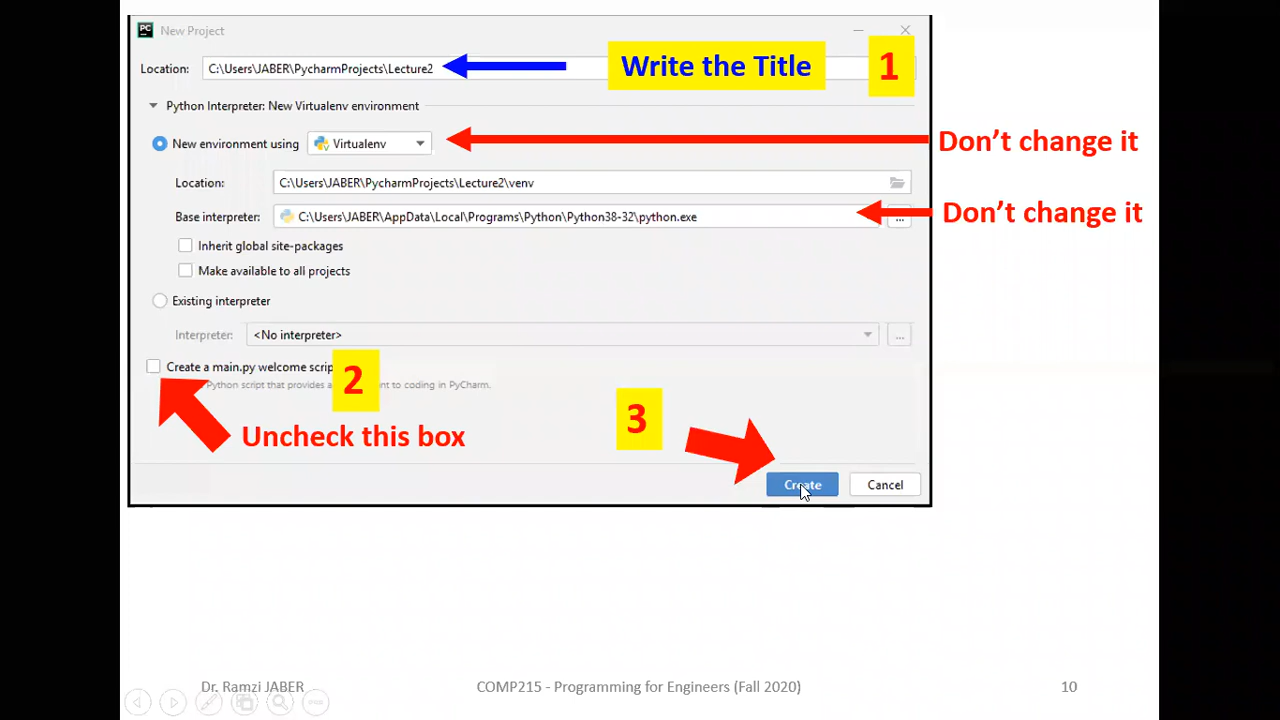 PC New Project
Location: C:\Users\JABER\PycharmProjects\Lecture2 Write the Title 1
Python Interpreter: New Virtualenv environment
New environment using Virtualenv Don't change it
Location: C:\Users\JABER\PycharmProjects\Lecture2\venv
Base interpreter: C:\Users\JABER\AppData\Local\Programs\Python\Python38-32\python.exe ... Don't change it
Inherit global site-packages
Make available to all projects
Existing interpreter
Interpreter: <No interpreter> ...
Create a main.py welcome scrip 2
Python script that provides a to coding in PyCharm.
Uncheck this box 3
Create Cancel
Dr. Ramzi JABER COMP215 - Programming for Engineers (Fall 2020) 10